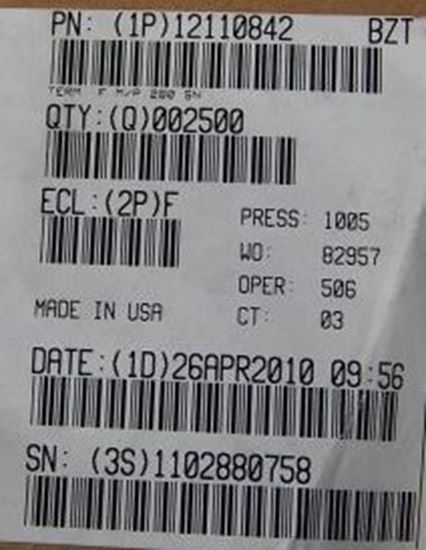 PN: (1P)12110842 BZT
TERM F M/P 280 SN
QTY:(Q)002500
ECL:(2P)F
PRESS: 1005
WO: 82957
OPER: 506
MADE IN USA
CT: 03
DATE:(1D)26APR2010 09:56
SN: (3S)1102880758